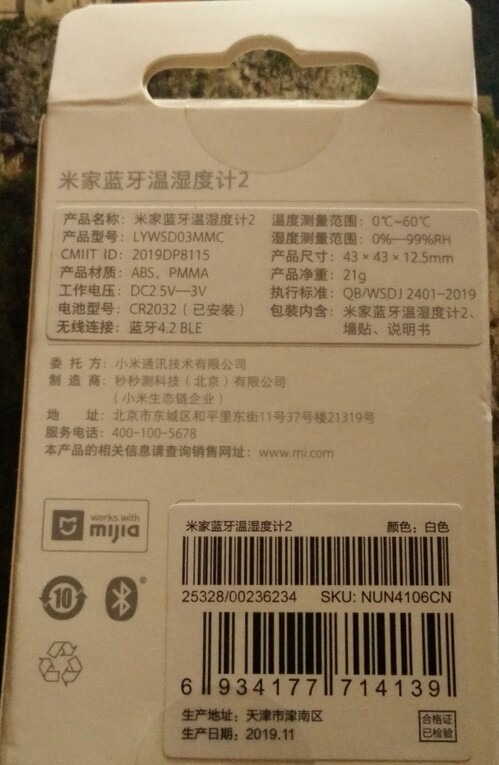 米家蓝牙温湿度计2
产品名称：米家蓝牙温湿度计2
产品型号：LYWSD03MMC
CMIIT ID：2019DP8115
产品材质：ABS、PMMA
工作电压：DC2.5V—3V
电池型号：CR2032（已安装）
无线连接：蓝牙4.2 BLE
温度测量范围：0℃~60℃
湿度测量范围：0%—99%RH
产品尺寸：43 × 43 × 12.5mm
产品净重：21g
执行标准：QB/WSDJ 2401-2019
包装内含：米家蓝牙温湿度计2、
墙贴、说明书
委托方：小米通讯技术有限公司
制造商：秒秒测科技（北京）有限公司
（小米生态链企业）
地址：北京市东城区和平里东街11号37号楼21319号
服务电话：400-100-5678
本产品的相关信息请查询销售网址：www.mi.com
works with
mijia
10
米家蓝牙温湿度计2 颜色：白色
25328/00236234 SKU: NUN4106CN
6 934177 714139
生产地址：天津市津南区
生产日期：2019.11
合格证
已检验